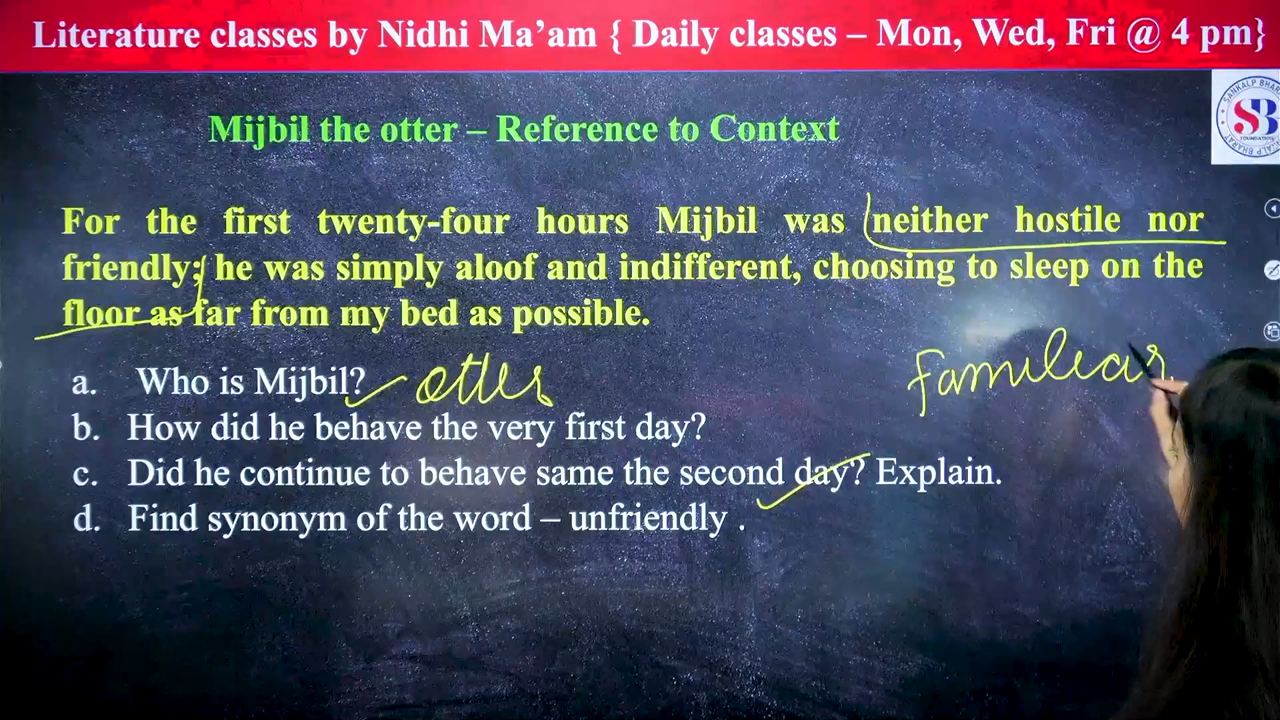 Literature classes by Nidhi Ma’am { Daily classes – Mon, Wed, Fri @ 4 pm}
SANKALP BHARAT
SB
FOUNDATION
Mijbil the otter – Reference to Context
For the first twenty-four hours Mijbil was neither hostile nor
friendly; he was simply aloof and indifferent, choosing to sleep on the
floor as far from my bed as possible.
familiar
a. Who is Mijbil? otter
b. How did he behave the very first day?
c. Did he continue to behave same the second day? Explain.
d. Find synonym of the word – unfriendly .